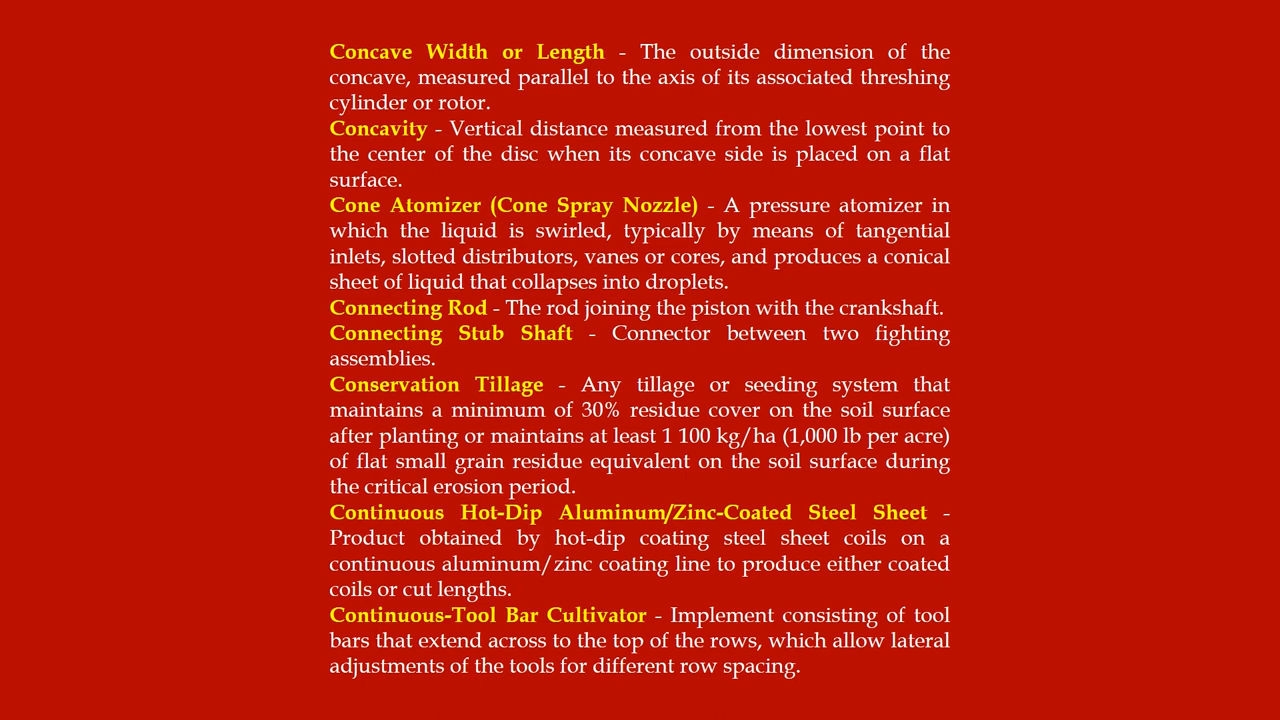 Concave Width or Length - The outside dimension of the
concave, measured parallel to the axis of its associated threshing
cylinder or rotor.
Concavity - Vertical distance measured from the lowest point to
the center of the disc when its concave side is placed on a flat
surface.
Cone Atomizer (Cone Spray Nozzle) - A pressure atomizer in
which the liquid is swirled, typically by means of tangential
inlets, slotted distributors, vanes or cores, and produces a conical
sheet of liquid that collapses into droplets.
Connecting Rod - The rod joining the piston with the crankshaft.
Connecting Stub Shaft - Connector between two fighting
assemblies.
Conservation Tillage - Any tillage or seeding system that
maintains a minimum of 30% residue cover on the soil surface
after planting or maintains at least 1 100 kg/ha (1,000 lb per acre)
of flat small grain residue equivalent on the soil surface during
the critical erosion period.
Continuous Hot-Dip Aluminum/Zinc-Coated Steel Sheet -
Product obtained by hot-dip coating steel sheet coils on a
continuous aluminum/zinc coating line to produce either coated
coils or cut lengths.
Continuous-Tool Bar Cultivator - Implement consisting of tool
bars that extend across to the top of the rows, which allow lateral
adjustments of the tools for different row spacing.